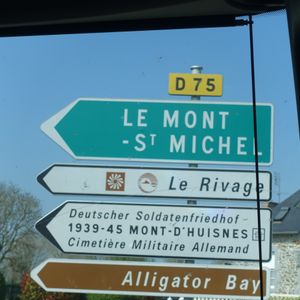 D 75
LE MONT
-ST MICHEL
Le Rivage
Deutscher Soldatenfriedhof-
1939-45 MONT-D'HUISNES
Cimetière Militaire Allemand
Alligator Bay